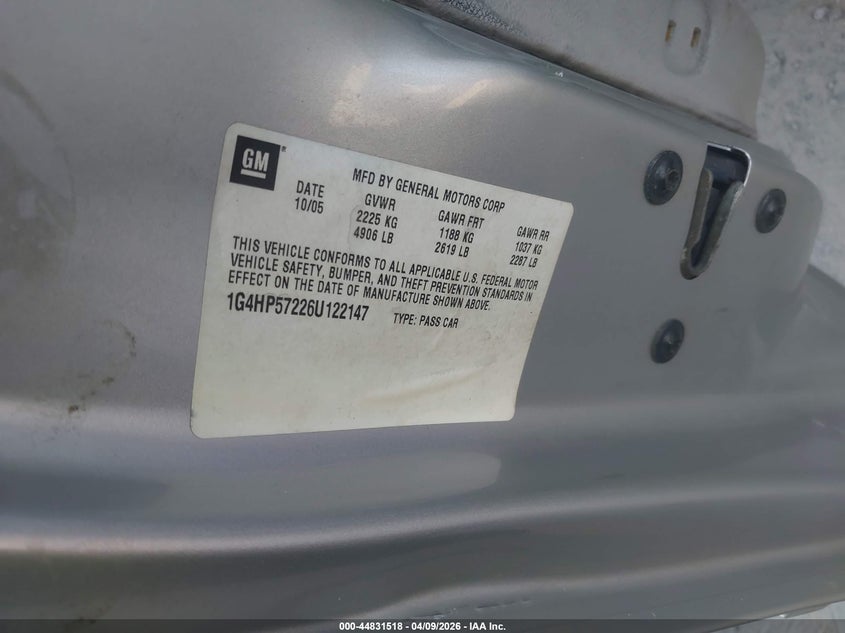 GM
MFD BY GENERAL MOTORS CORP
DATE GVWR GAWR FRT GAWR RR
10/05 2225 KG 1188 KG 1037 KG
4906 LB 2619 LB 2287 LB
THIS VEHICLE CONFORMS TO ALL APPLICABLE U.S. FEDERAL MOTOR
VEHICLE SAFETY, BUMPER, AND THEFT PREVENTION STANDARDS IN
EFFECT ON THE DATE OF MANUFACTURE SHOWN ABOVE.
1G4HP57226U122147 TYPE: PASS CAR
000-44831518 | 04/09/2026 | IAA Inc.